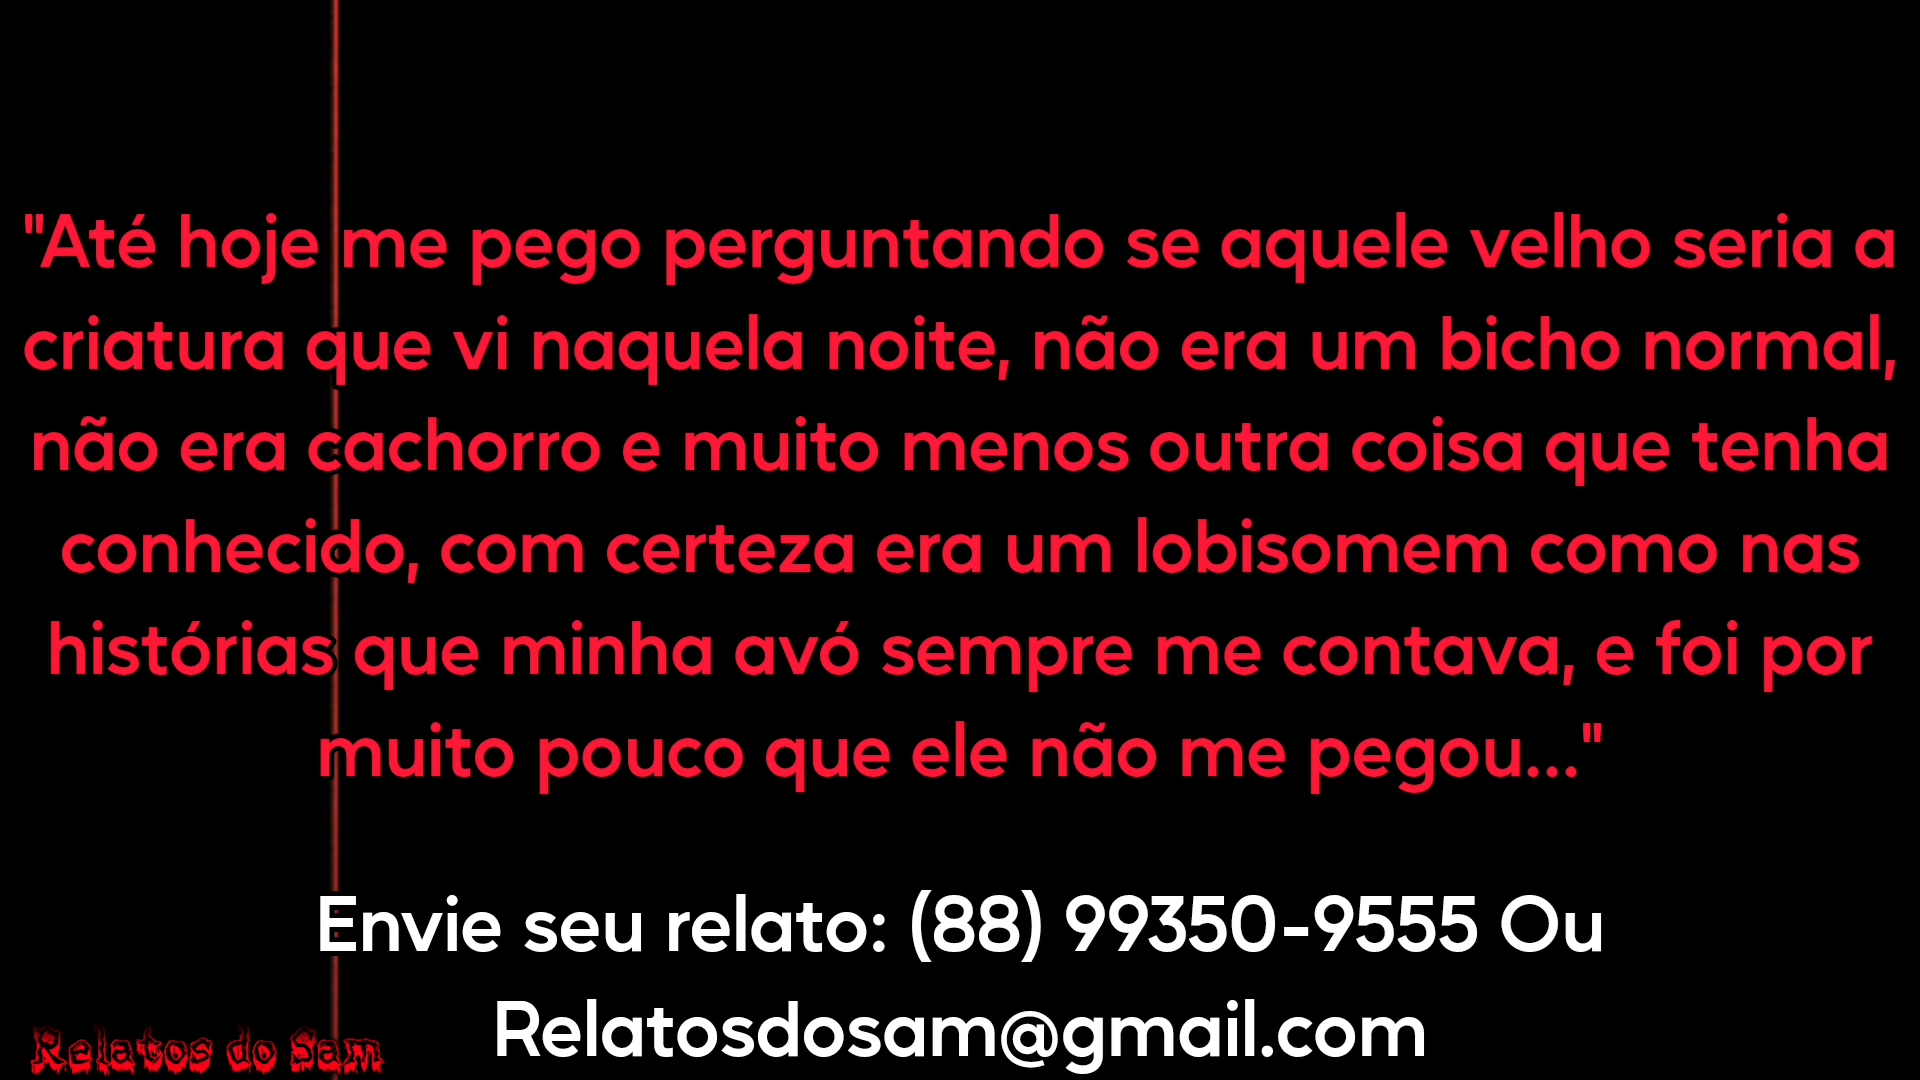 "Até hoje me pego perguntando se aquele velho seria a
criatura que vi naquela noite, não era um bicho normal,
não era cachorro e muito menos outra coisa que tenha
conhecido, com certeza era um lobisomem como nas
histórias que minha avó sempre me contava, e foi por
muito pouco que ele não me pegou..."
Envie seu relato: (88) 99350-9555 Ou
Relatosdosam@gmail.com
Relatos do Sam